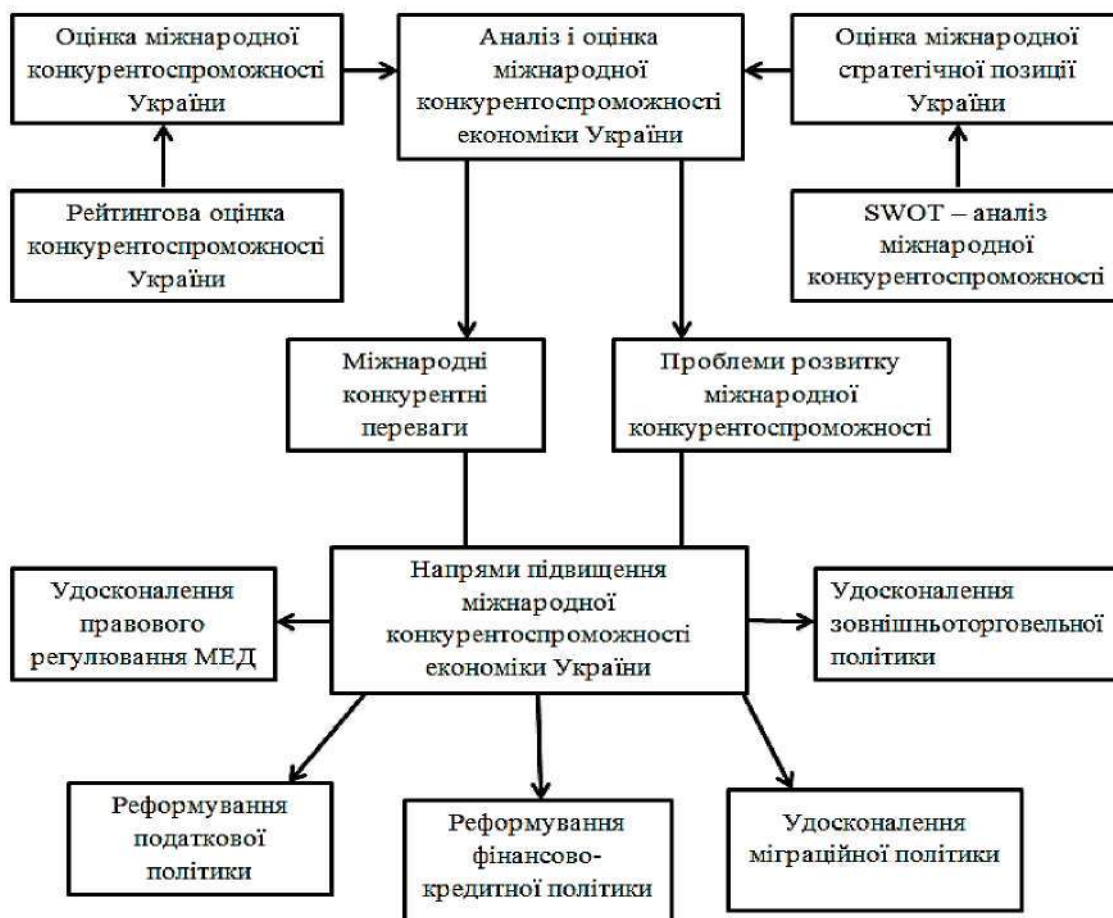 Оцінка міжнародної
конкурентоспроможності
України
Аналіз і оцінка
міжнародної
конкурентоспроможності
економіки України
Оцінка міжнародної
стратегічної позиції
України
Рейтингова оцінка
конкурентоспроможності
України
SWOT – аналіз
міжнародної
конкурентоспроможності
Міжнародні
конкурентні
переваги
Проблеми розвитку
міжнародної
конкурентоспроможності
Напрями підвищення
міжнародної
конкурентоспроможності
економіки України
Удосконалення
правового
регулювання МЕД
Удосконалення
зовнішньоторговельної
політики
Реформування
податкової
політики
Реформування
фінансово-
кредитної політики
Удосконалення
міграційної політики